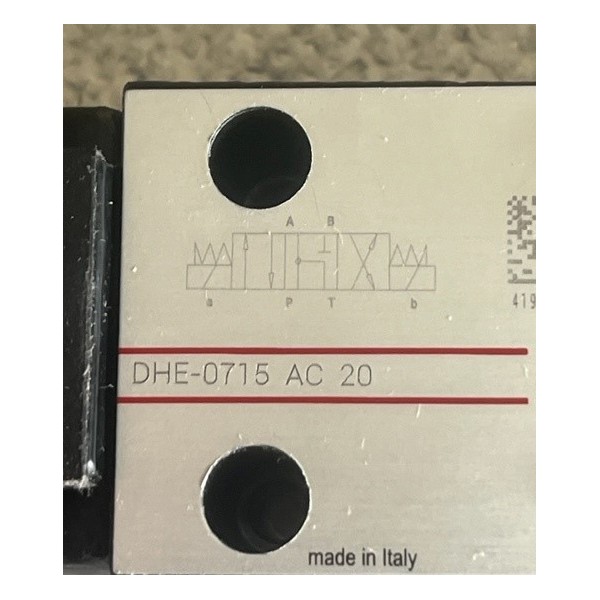 A B
a P T b
419
DHE-0715 AC 20
made in Italy